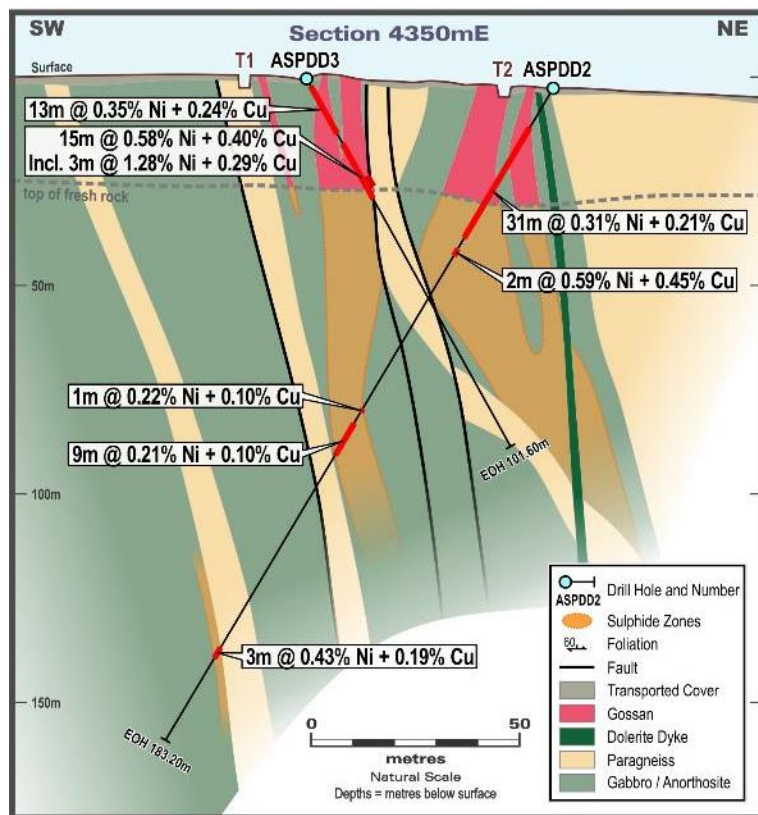 SW
Section 4350mE
NE
Surface
T1
ASPDD3
T2
ASPDD2
13m @ 0.35% Ni + 0.24% Cu
15m @ 0.58% Ni + 0.40% Cu
Incl. 3m @ 1.28% Ni + 0.29% Cu
top of fresh rock
31m @ 0.31% Ni + 0.21% Cu
2m @ 0.59% Ni + 0.45% Cu
50m
1m @ 0.22% Ni + 0.10% Cu
9m @ 0.21% Ni + 0.10% Cu
EOH 101.60m
100m
3m @ 0.43% Ni + 0.19% Cu
150m
EOH 183.20m
0 50
metres
Natural Scale
Depths = metres below surface
ASPDD2
Drill Hole and Number
Sulphide Zones
60
Foliation
Fault
Transported Cover
Gossan
Dolerite Dyke
Paragneiss
Gabbro / Anorthosite